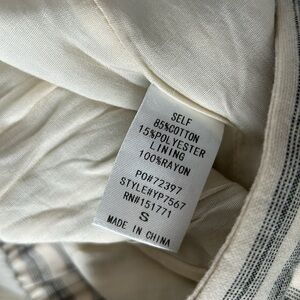 SELF
85%COTTON
15%POLYESTER
LINING
100%RAYON
PO#72397
STYLE#YP7567
RN#151771
S
MADE IN CHINA